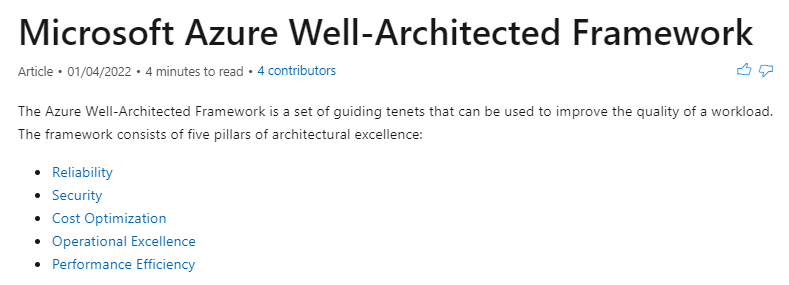 Microsoft Azure Well-Architected Framework
Article • 01/04/2022 • 4 minutes to read • 4 contributors
The Azure Well-Architected Framework is a set of guiding tenets that can be used to improve the quality of a workload.
The framework consists of five pillars of architectural excellence:
• Reliability
• Security
• Cost Optimization
• Operational Excellence
• Performance Efficiency